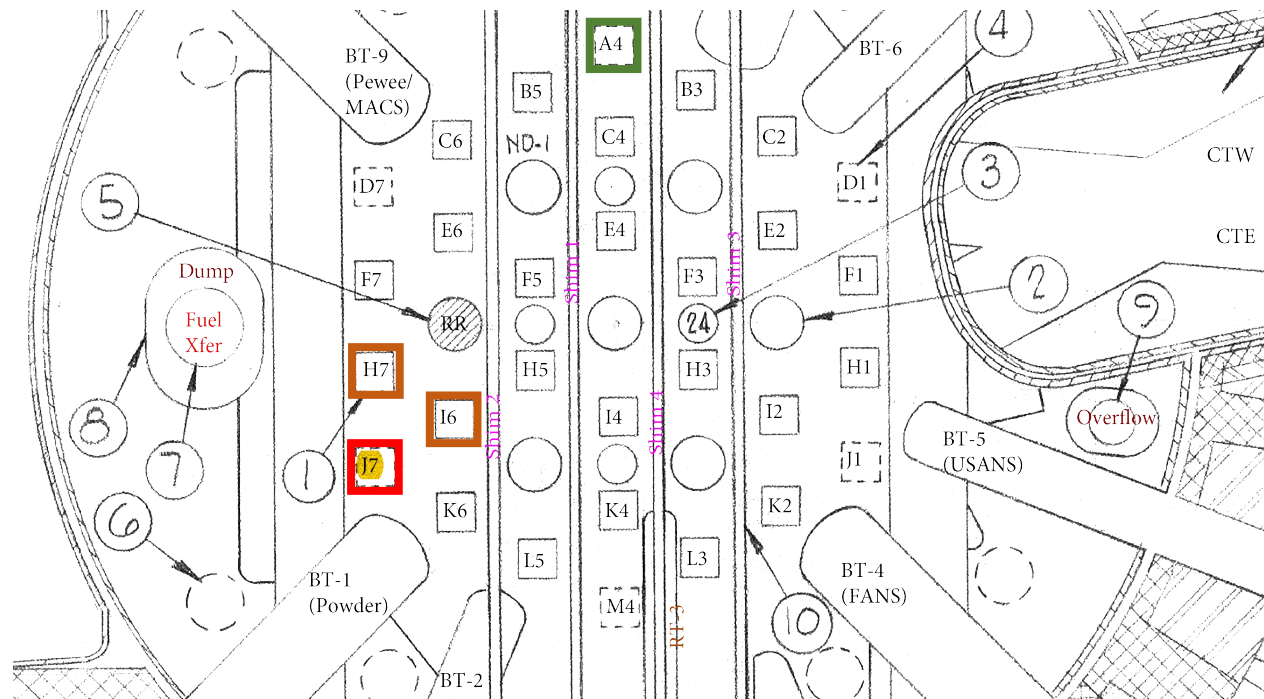 A4
4
BT-9
(Pewee/
MACS)
BT-6
B5
B3
C6
NO.1
C4
C2
CTW
D7
D1
3
5
E6
E4
E2
CTE
Shim 1
Shim 3
Dump
F7
F5
F3
F1
2
9
Fuel
Xfer
RR
24
H7
H5
H3
H1
8
7
1
I6
I4
I2
Shim 2
Shim 4
Overflow
BT-5
(USANS)
J7
J1
6
K6
K4
K2
L5
L3
BT-1
(Powder)
BT-4
(FANS)
M4
RT-3
10
BT-2